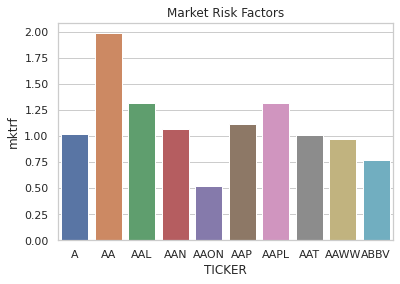 Market Risk Factors
2.00
1.75
1.50
1.25
1.00
0.75
0.50
0.25
0.00
mktrf
A AA AAL AAN AAON AAP AAPL AAT AAWW ABBV
TICKER